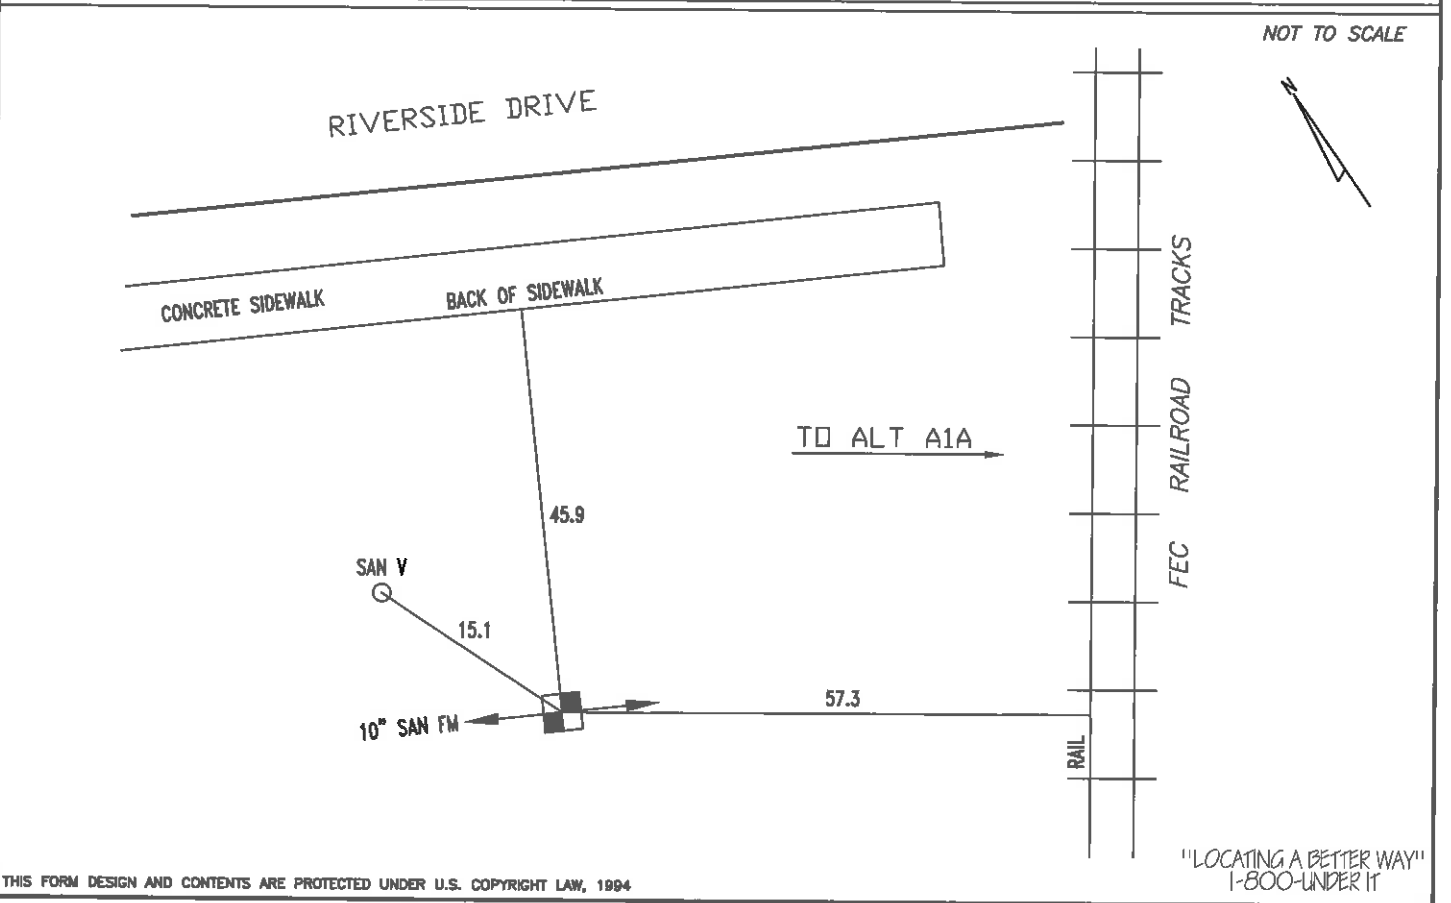 NOT TO SCALE
N
RIVERSIDE DRIVE
CONCRETE SIDEWALK
BACK OF SIDEWALK
FEC RAILROAD TRACKS
TO ALT A1A
45.9
SAN V
15.1
57.3
10" SAN FM
RAIL
"LOCATING A BETTER WAY"
1-800-UNDER IT
THIS FORM DESIGN AND CONTENTS ARE PROTECTED UNDER U.S. COPYRIGHT LAW, 1994